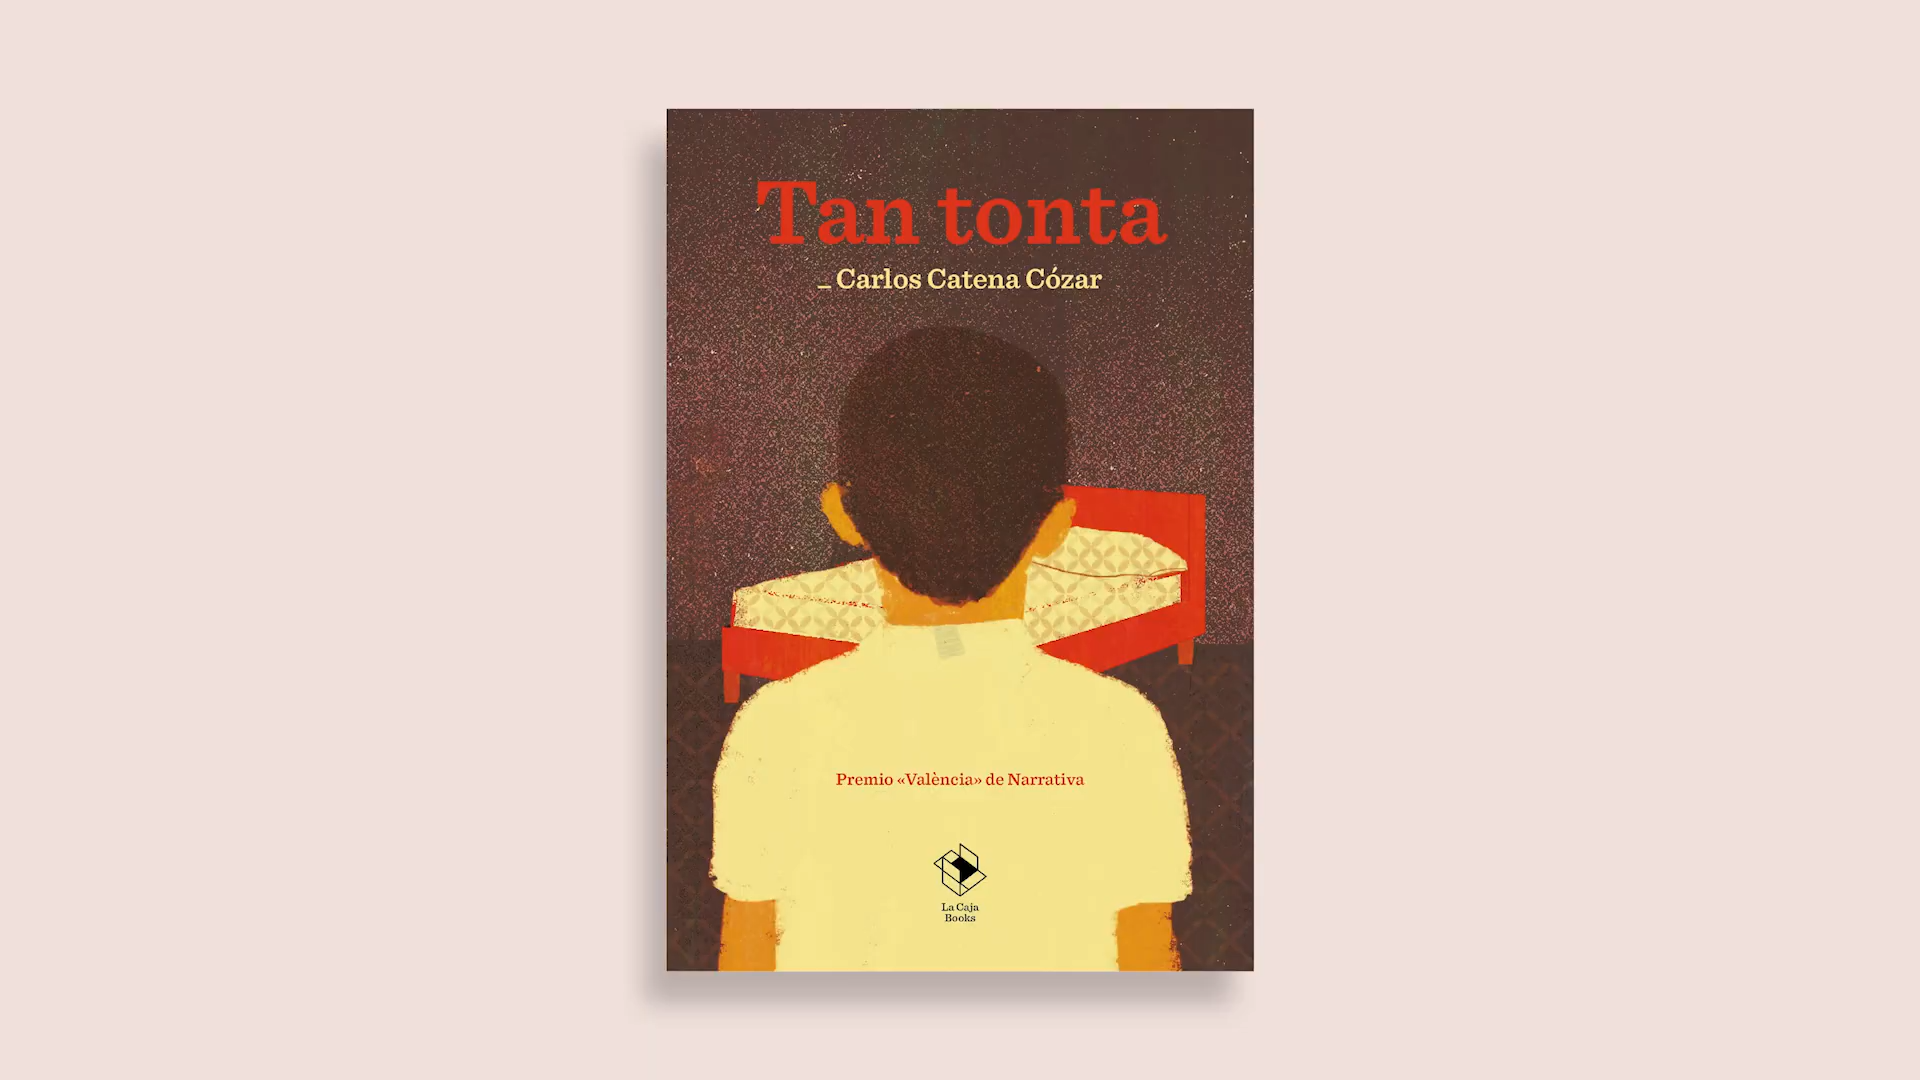 Tan tonta
_ Carlos Catena Cózar
Premio «València» de Narrativa
La Caja
Books